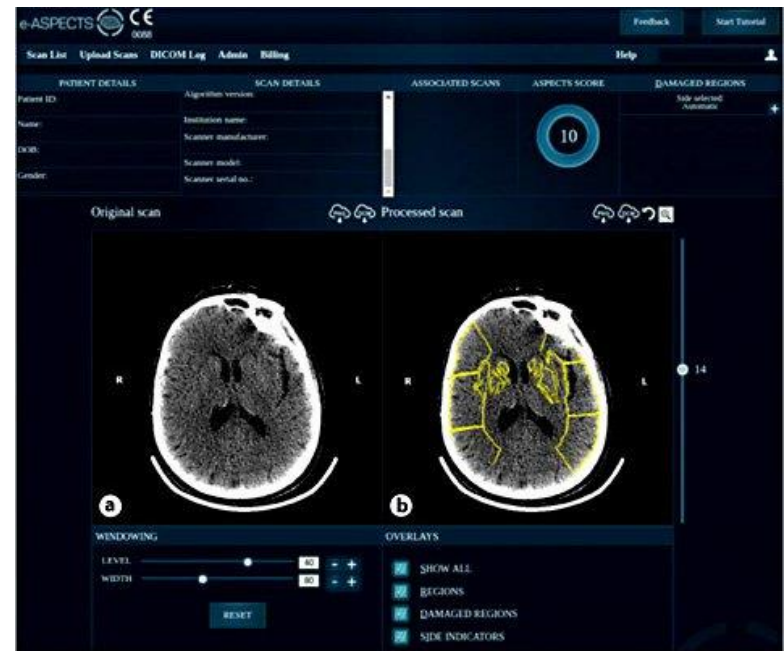 e-ASPECTS CE
0088
Feedback
Start Tutorial
Scan List Upload Scans DICOM Log Admin Billing
Help
PATIENT DETAILS
SCAN DETAILS
ASSOCIATED SCANS
ASPECTS SCORE
DAMAGED REGIONS
Patient ID:
Name:
DOB:
Gender:
Algorithm version:
Institution name:
Scanner manufacturer:
Scanner model:
Scanner serial no.:
10
Side selected:
Automatic
+
Original scan
Processed scan
R
L
R
L
14
a
b
WINDOWING
LEVEL 40 - +
WIDTH 80 - +
RESET
OVERLAYS
SHOW ALL
REGIONS
DAMAGED REGIONS
SIDE INDICATORS